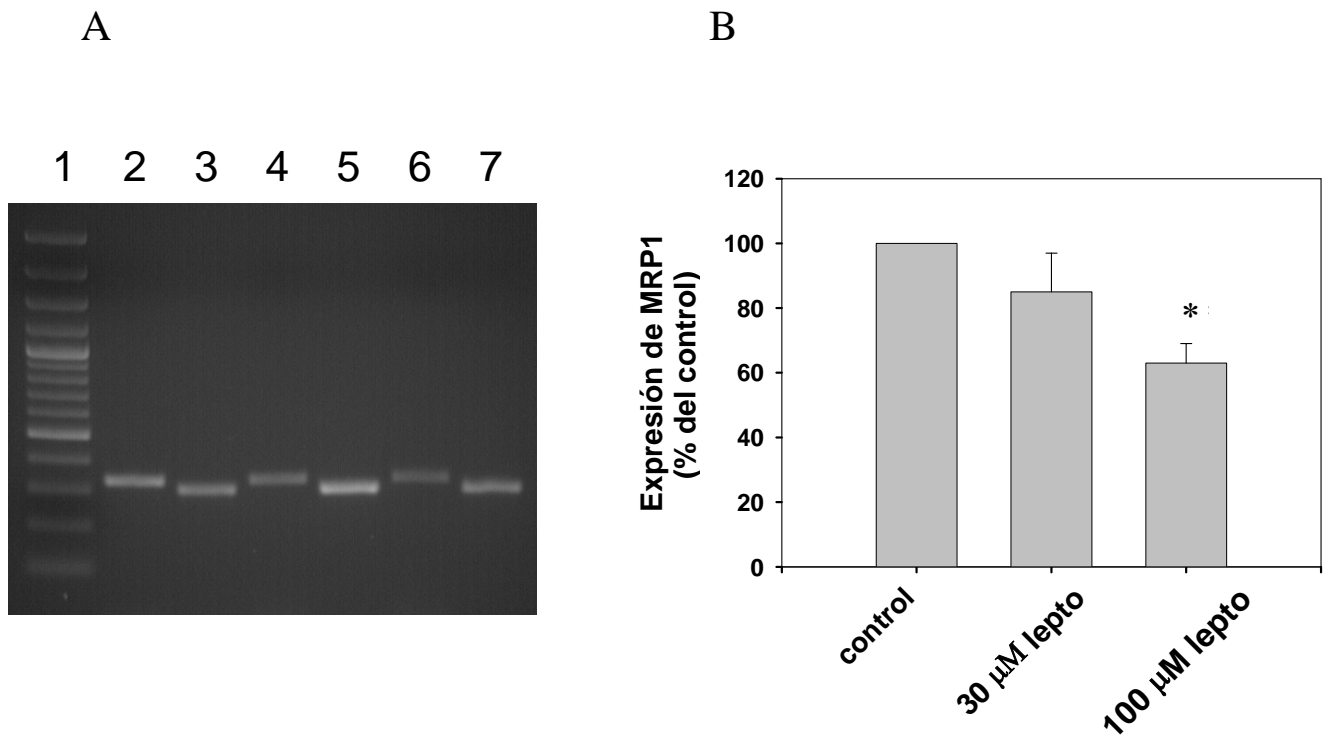 A
B
1 2 3 4 5 6 7
Expresión de MRP1
(% del control)
120
100
80
60
40
20
0
*
control
30 μM lepto
100 μM lepto